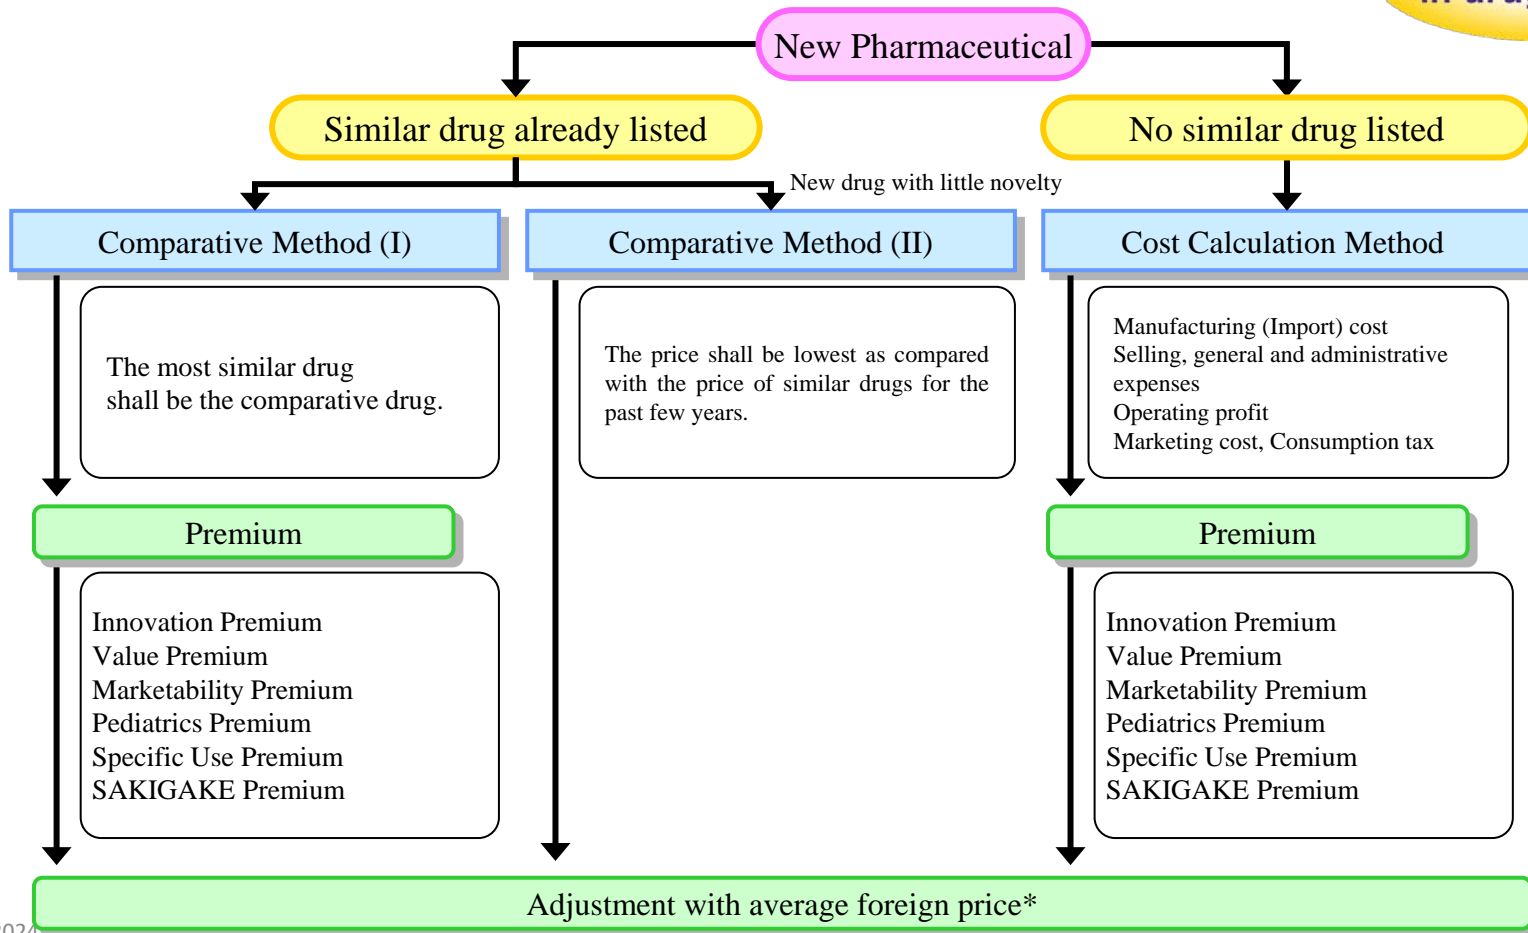 in drug
New Pharmaceutical
Similar drug already listed
No similar drug listed
New drug with little novelty
Comparative Method (I)
Comparative Method (II)
Cost Calculation Method
The most similar drug
shall be the comparative drug.
The price shall be lowest as compared
with the price of similar drugs for the
past few years.
Manufacturing (Import) cost
Selling, general and administrative
expenses
Operating profit
Marketing cost, Consumption tax
Premium
Premium
Innovation Premium
Value Premium
Marketability Premium
Pediatrics Premium
Specific Use Premium
SAKIGAKE Premium
Innovation Premium
Value Premium
Marketability Premium
Pediatrics Premium
Specific Use Premium
SAKIGAKE Premium
Adjustment with average foreign price*
2024